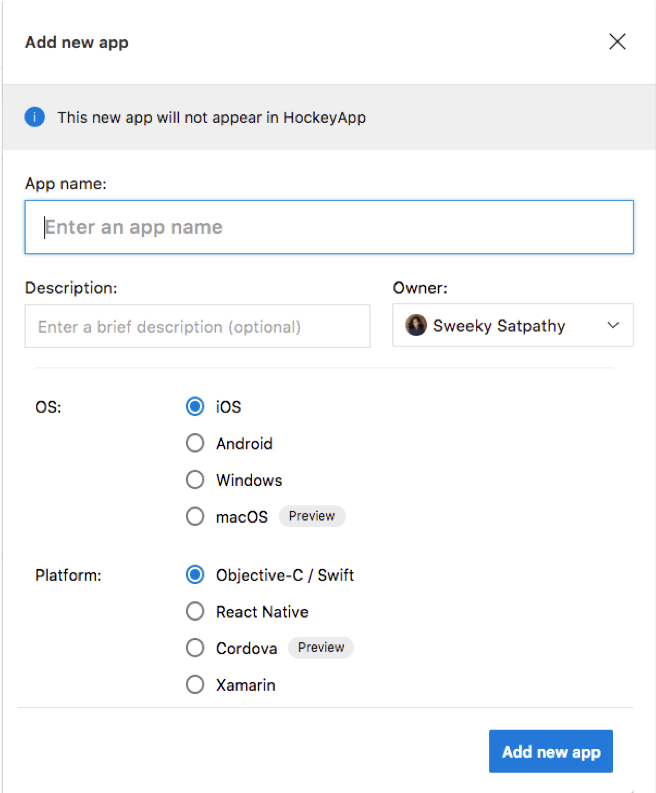 Add new app
This new app will not appear in HockeyApp
App name:
Enter an app name
Description:
Owner:
Enter a brief description (optional)
Sweeky Satpathy
OS:
iOS
Android
Windows
macOS Preview
Platform:
Objective-C / Swift
React Native
Cordova Preview
Xamarin
Add new app